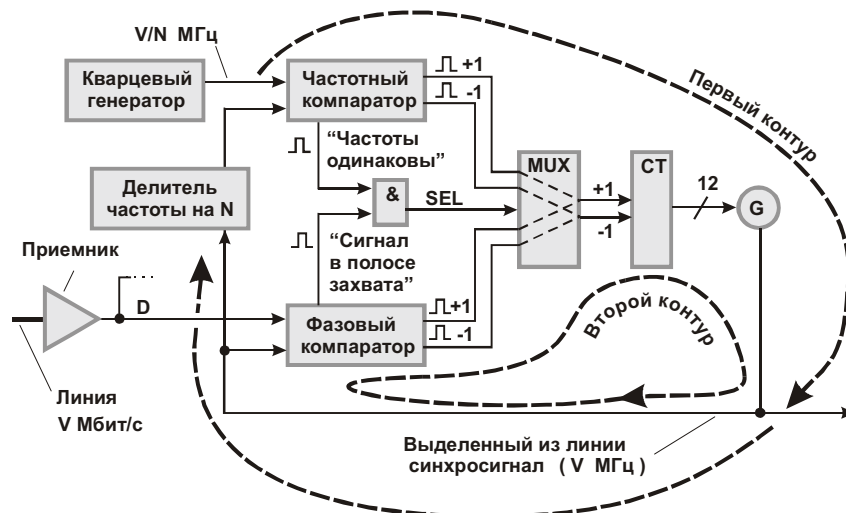 V/N МГц
Кварцевый
генератор
Частотный
компаратор
+1
-1
Первый контур
“Частоты
одинаковы”
MUX
CT
Делитель
частоты на N
&
SEL
+1
-1
12
G
Приемник
“Сигнал
в полосе
захвата”
D
Фазовый
компаратор
+1
-1
Второй контур
Линия
V Мбит/с
Выделенный из линии
синхросигнал ( V МГц )